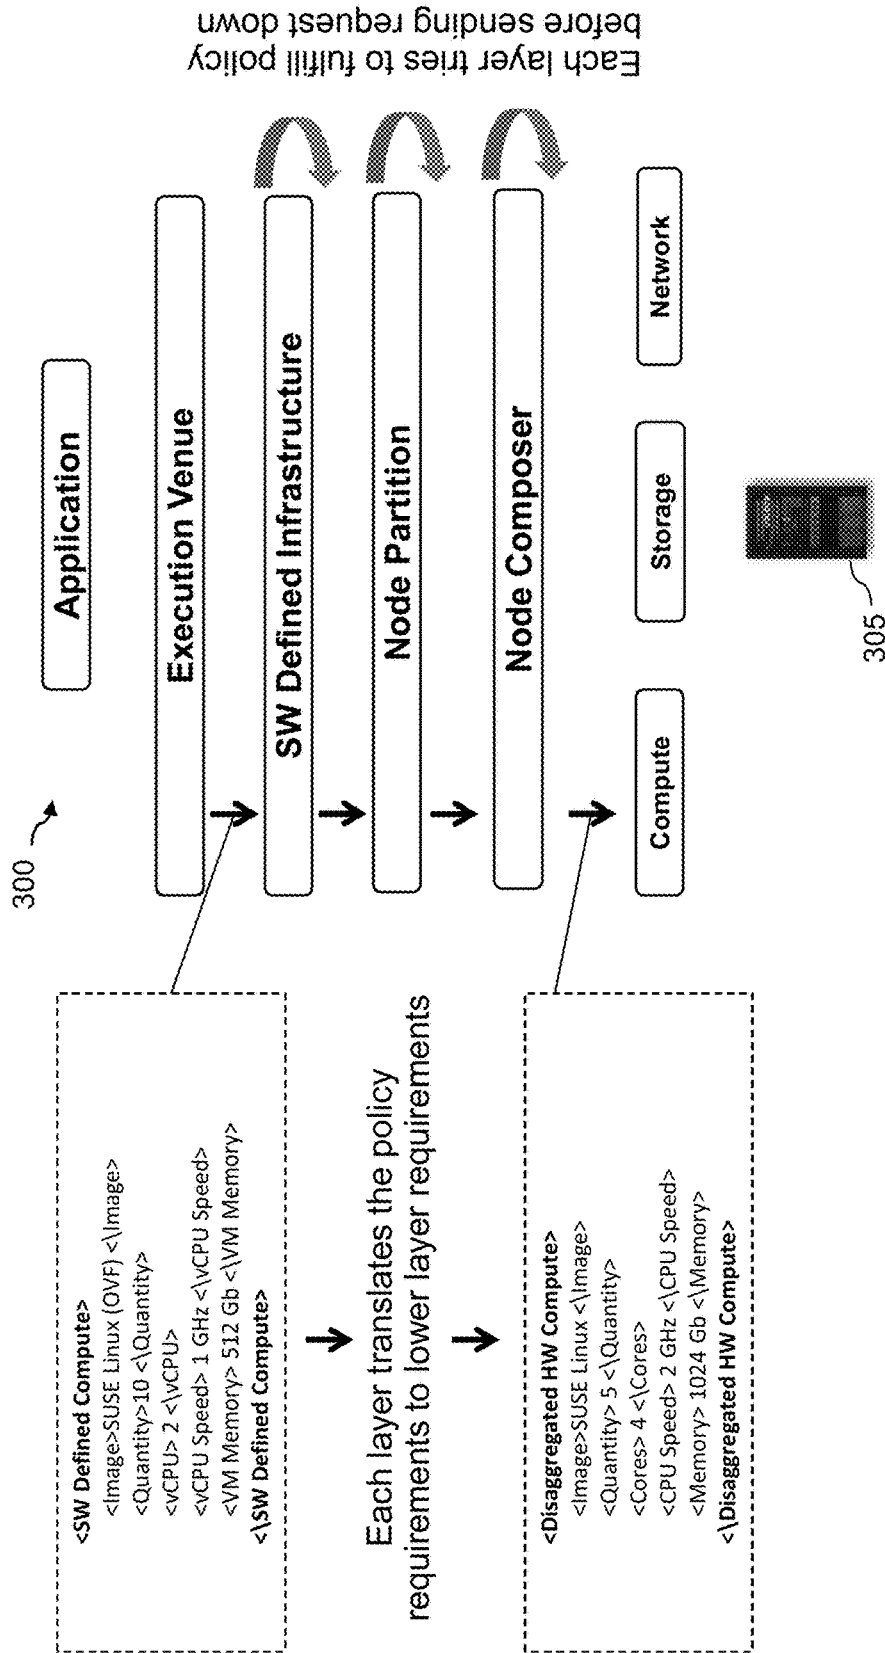 300
Application
Execution Venue
SW Defined Infrastructure
Node Partition
Node Composer
Compute
Storage
Network
305
Each layer tries to fulfill policy
before sending request down
<SW Defined Compute>
<Image>SUSE Linux (OVF) <\Image>
<Quantity>10 <\Quantity>
<vCPU> 2 <\vCPU>
<vCPU Speed> 1 GHz <\vCPU Speed>
<VM Memory> 512 Gb <\VM Memory>
<\SW Defined Compute>
Each layer translates the policy
requirements to lower layer requirements
<Disaggregated HW Compute>
<Image>SUSE Linux <\Image>
<Quantity> 5 <\Quantity>
<Cores> 4 <\Cores>
<CPU Speed> 2 GHz <\CPU Speed>
<Memory> 1024 Gb <\Memory>
<\Disaggregated HW Compute>